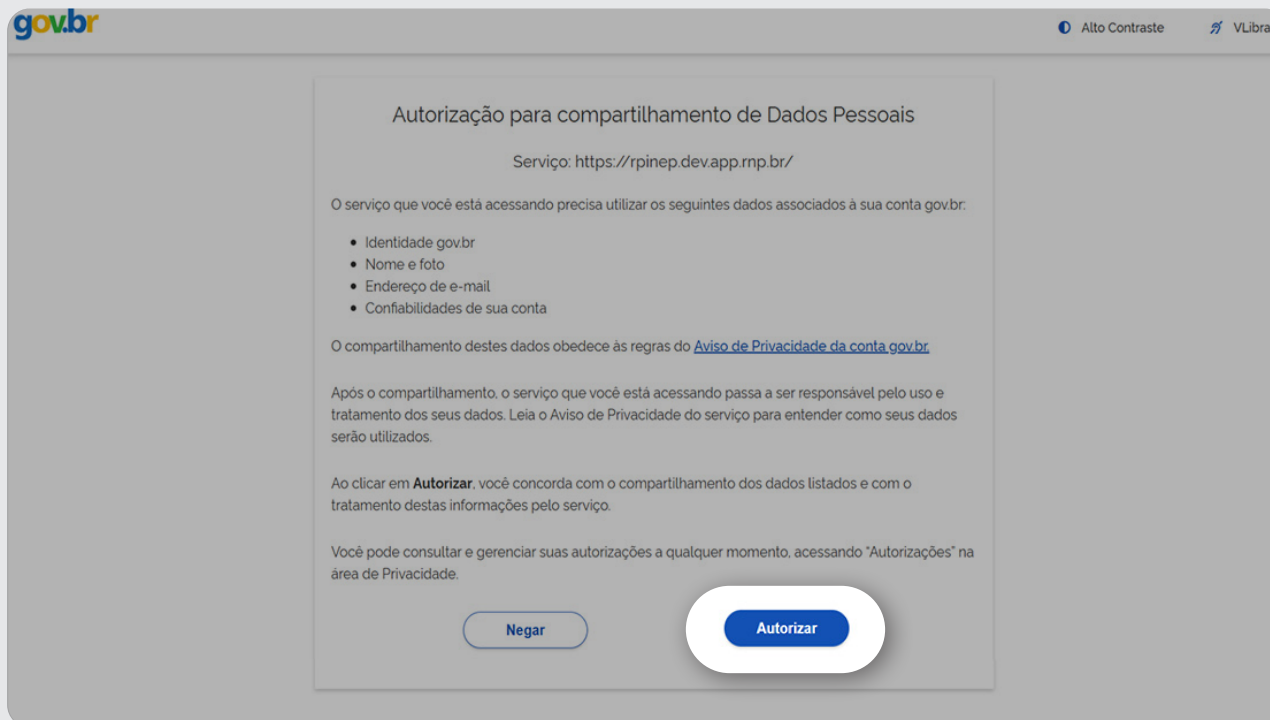 gov.br
Alto Contraste
VLibra
Autorização para compartilhamento de Dados Pessoais
Serviço: https://rpinep.dev.app.rnp.br/
O serviço que você está acessando precisa utilizar os seguintes dados associados à sua conta gov.br:
• Identidade gov.br
• Nome e foto
• Endereço de e-mail
• Confiabilidades de sua conta
O compartilhamento destes dados obedece às regras do Aviso de Privacidade da conta gov.br.
Após o compartilhamento, o serviço que você está acessando passa a ser responsável pelo uso e
tratamento dos seus dados. Leia o Aviso de Privacidade do serviço para entender como seus dados
serão utilizados.
Ao clicar em Autorizar, você concorda com o compartilhamento dos dados listados e com o
tratamento destas informações pelo serviço.
Você pode consultar e gerenciar suas autorizações a qualquer momento, acessando “Autorizações” na
área de Privacidade.
Negar
Autorizar